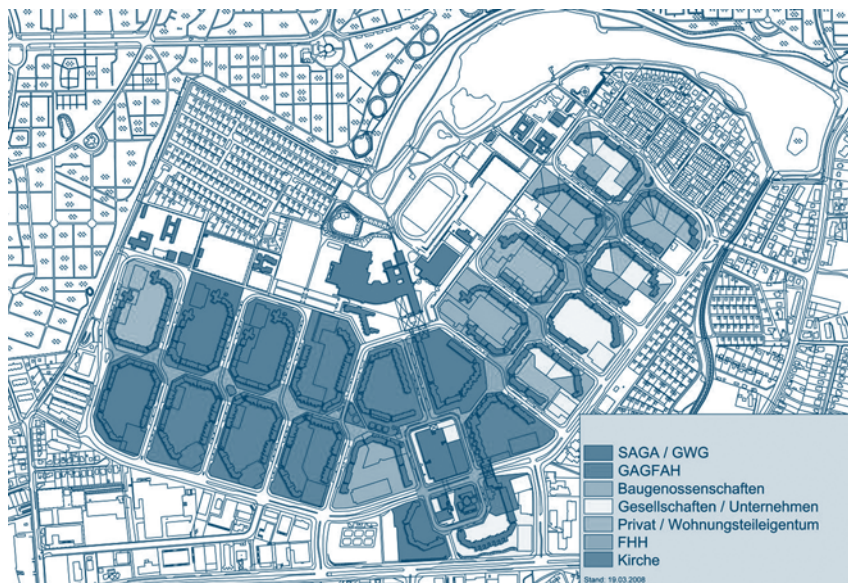 SAGA / GWG
GAGFAH
Baugenossenschaften
Gesellschaften / Unternehmen
Privat / Wohnungsteileigentum
FHH
Kirche
Stand: 19.03.2008